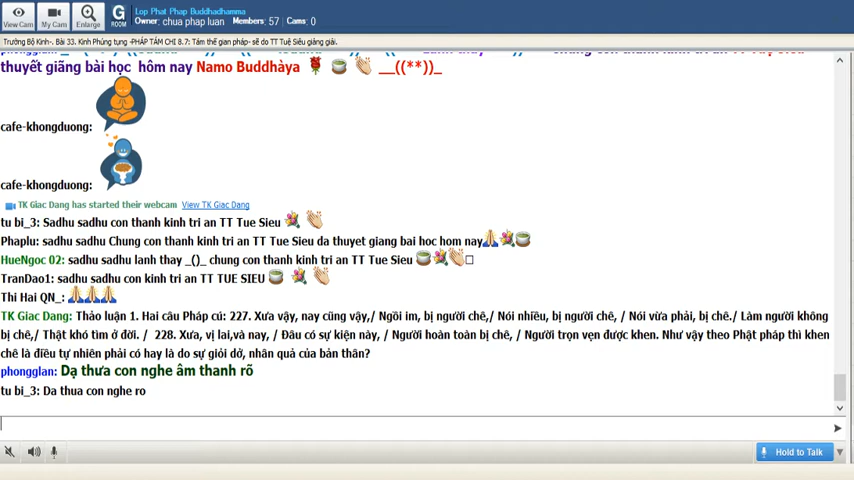 Lop Phat Phap Buddhadhamma
Owner: chua phap luan Members: 57 Cams: 0
View Cam My Cam Enlarge G ROOM
Trường Bộ Kinh-. Bài 33. Kinh Phúng tụng -PHÁP TÁM CHI 8.7: Tám thế gian pháp- sẽ do TT Tuệ Siêu giảng giải.
thuyết giãng bài học hôm nay Namo Buddhàya __((**))_
cafe-khongduong:
cafe-khongduong:
TK Giac Dang has started their webcam View TK Giac Dang
tu bi_3: Sadhu sadhu con thanh kinh tri an TT Tue Sieu
Phaplu: sadhu sadhu Chung con thanh kinh tri an TT Tue Sieu da thuyet giang bai hoc hom nay
HueNgoc 02: sadhu sadhu lanh thay _()_ chung con thanh kinh tri an TT Tue Sieu
TranDao1: sadhu sadhu con kinh tri an TT TUE SIEU
Thi Hai QN_:
TK Giac Dang: Thảo luận 1. Hai câu Pháp cú: 227. Xưa vậy, nay cũng vậy,/ Ngồi im, bị người chê,/ Nói nhiều, bị người chê, / Nói vừa phải, bị chê./ Làm người không
bị chê,/ Thật khó tìm ở đời. / 228. Xưa, vị lai,và nay, / Đâu có sự kiện này, / Người hoàn toàn bị chê, / Người trọn vẹn được khen. Như vậy theo Phật pháp thì khen
chê là điều tự nhiên phải có hay là do sự giỏi dở, nhân quả của bản thân?
phongglan: Dạ thưa con nghe âm thanh rõ
tu bi_3: Da thua con nghe ro
Hold to Talk